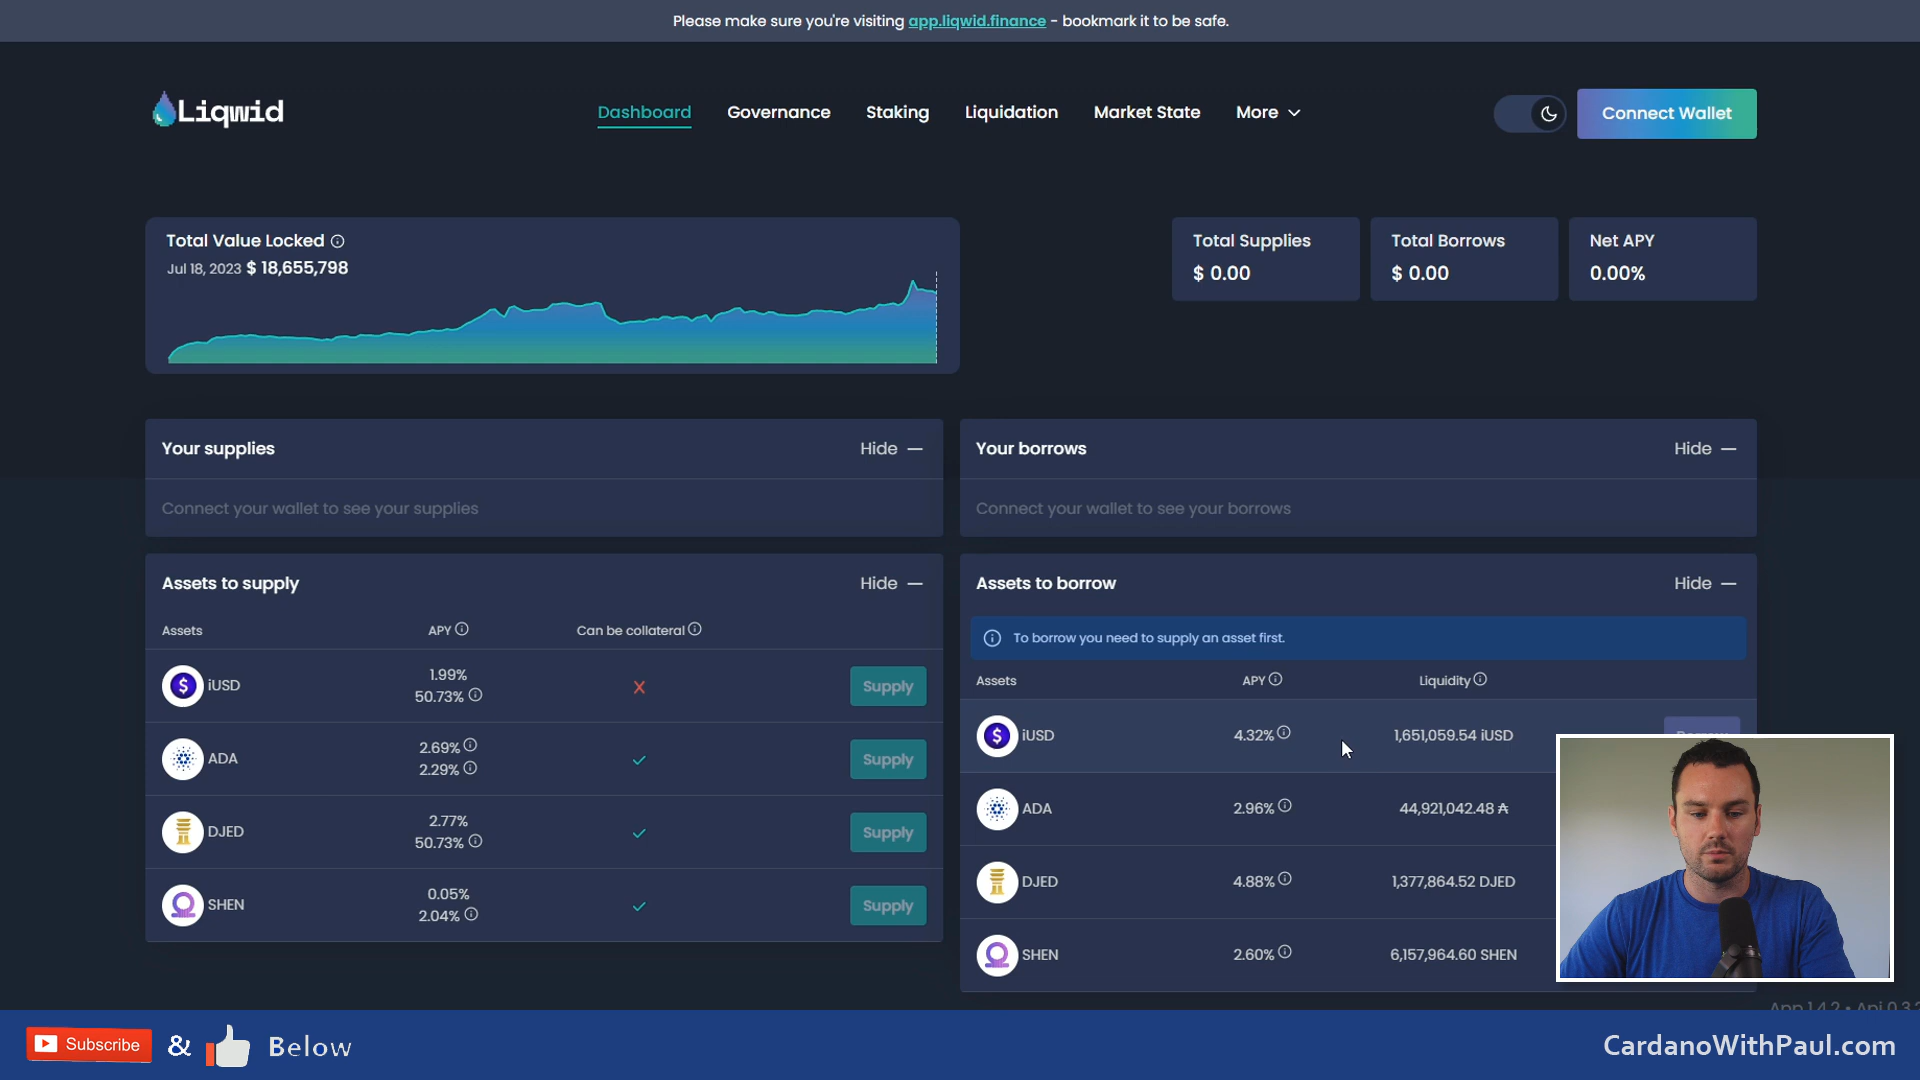 Please make sure you're visiting app.liqwid.finance - bookmark it to be safe.
Liqwid
Dashboard Governance Staking Liquidation Market State More
Connect Wallet
Total Value Locked
Jul 18, 2023 $ 18,655,798
Total Supplies
$ 0.00
Total Borrows
$ 0.00
Net APY
0.00%
Your supplies Hide
Connect your wallet to see your supplies
Your borrows Hide
Connect your wallet to see your borrows
Assets to supply Hide
Assets APY Can be collateral
iUSD 1.99% 50.73% X Supply
ADA 2.69% 2.29% Supply
DJED 2.77% 50.73% Supply
SHEN 0.05% 2.04% Supply
Assets to borrow Hide
To borrow you need to supply an asset first.
Assets APY Liquidity
iUSD 4.32% 1,651,059.54 iUSD
ADA 2.96% 44,921,042.48 ₳
DJED 4.88% 1,377,864.52 DJED
SHEN 2.60% 6,157,964.60 SHEN
Subscribe & Below
CardanoWithPaul.com